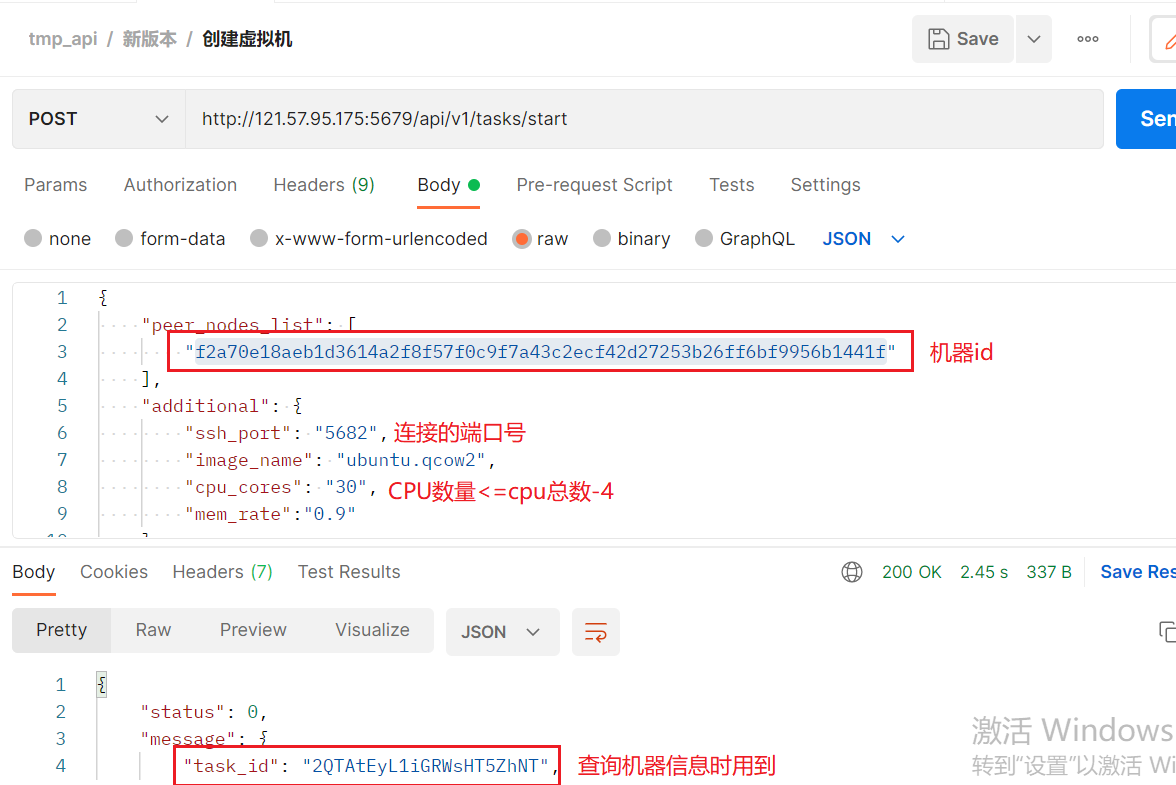 tmp_api / 新版本 / 创建虚拟机
Save
POST
http://121.57.95.175:5679/api/v1/tasks/start
Sen
Params Authorization Headers (9) Body Pre-request Script Tests Settings
none form-data x-www-form-urlencoded raw binary GraphQL JSON
1 {
2 "peer_nodes_list": [
3 "f2a70e18aeb1d3614a2f8f57f0c9f7a43c2ecf42d27253b26ff6bf9956b1441f" 机器id
4 ],
5 "additional": {
6 "ssh_port": "5682", 连接的端口号
7 "image_name": "ubuntu.qcow2",
8 "cpu_cores": "30", CPU数量<=cpu总数-4
9 "mem_rate":"0.9"
Body Cookies Headers (7) Test Results 200 OK 2.45 s 337 B Save Res
Pretty Raw Preview Visualize JSON
1 {
2 "status": 0,
3 "message": {
4 "task_id": "2QTAtEyL1iGRWsHT5ZhNT", 查询机器信息时用到
激活 Windows
转到"设置"以激活 Wi